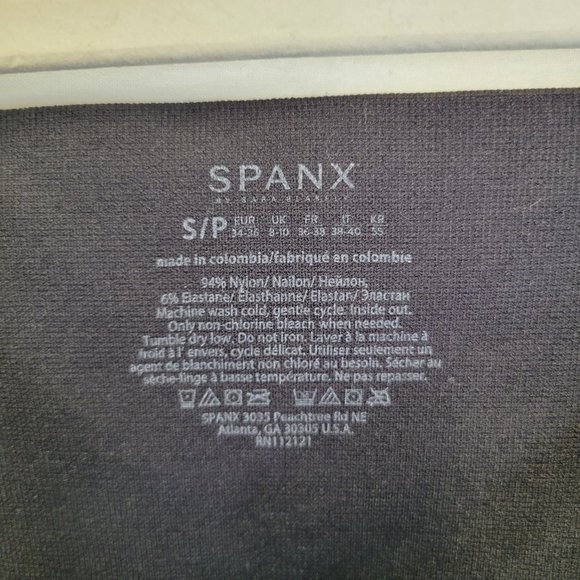 SPANX
BY SARA BLAKELY
S/P EUR 34-36 UK 8-10 FR 36-38 IT 38-40 KR 55
made in colombia/fabriqué en colombie
94% Nylon/ Nailon/ Нейлон,
6% Elastane/ Elasthanne/ Elastan/ Эластан
Machine wash cold, gentle cycle. Inside out.
Only non-chlorine bleach when needed.
Tumble dry low. Do not iron. Laver à la machine à
froid à l' envers, cycle délicat. Utiliser seulement un
agent de blanchiment non chloré au besoin. Sécher au
sèche-linge à basse température. Ne pas repasser.
SPANX 3035 Peachtree Rd NE
Atlanta, GA 30305 U.S.A.
RN112121